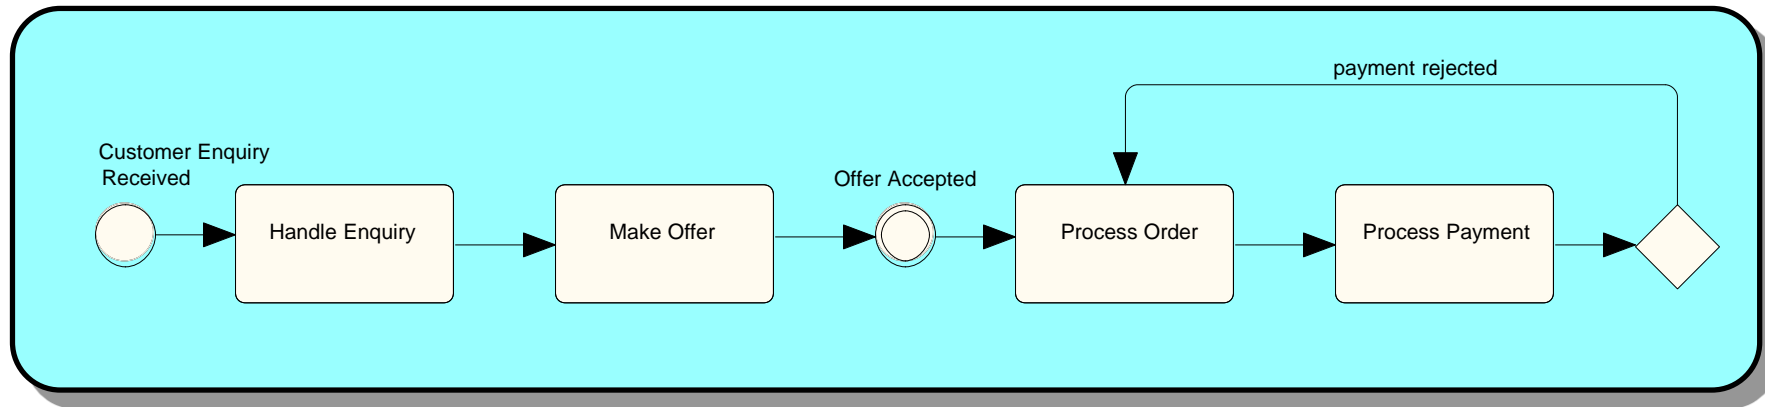 payment rejected
Customer Enquiry
Received
Offer Accepted
Handle Enquiry
Make Offer
Process Order
Process Payment